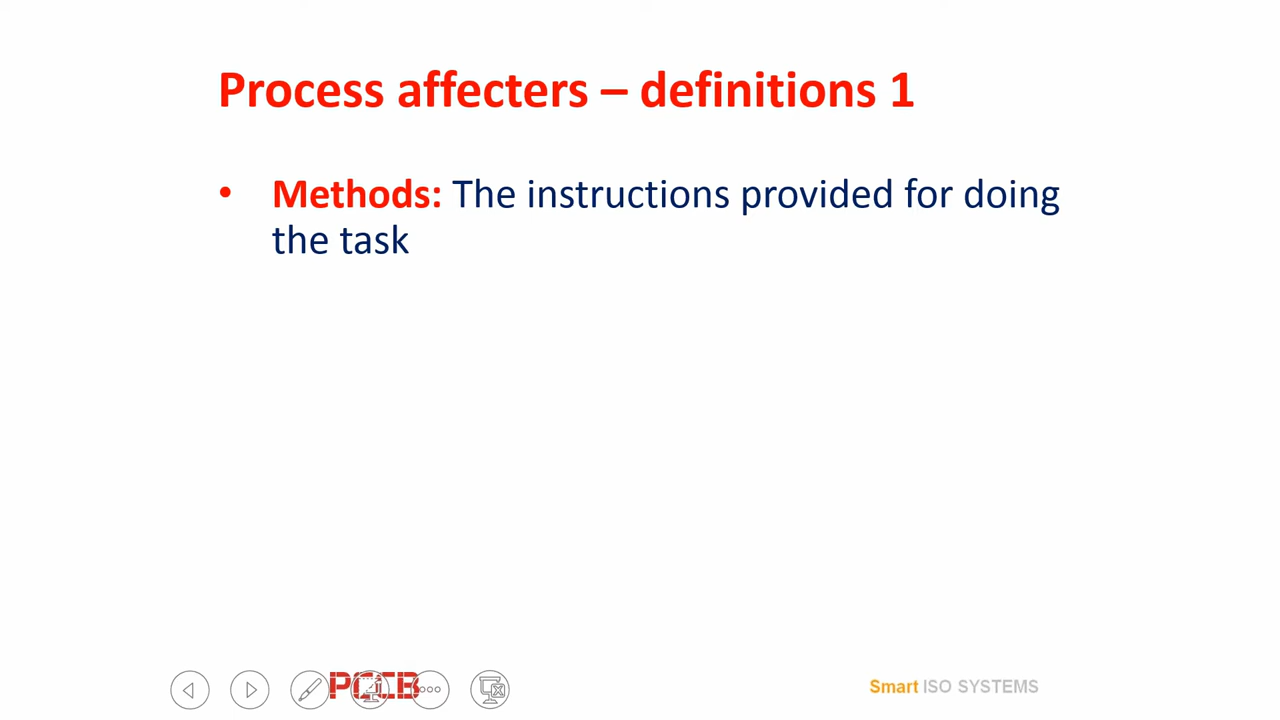 Process affecters – definitions 1
• Methods: The instructions provided for doing
the task
Smart ISO SYSTEMS